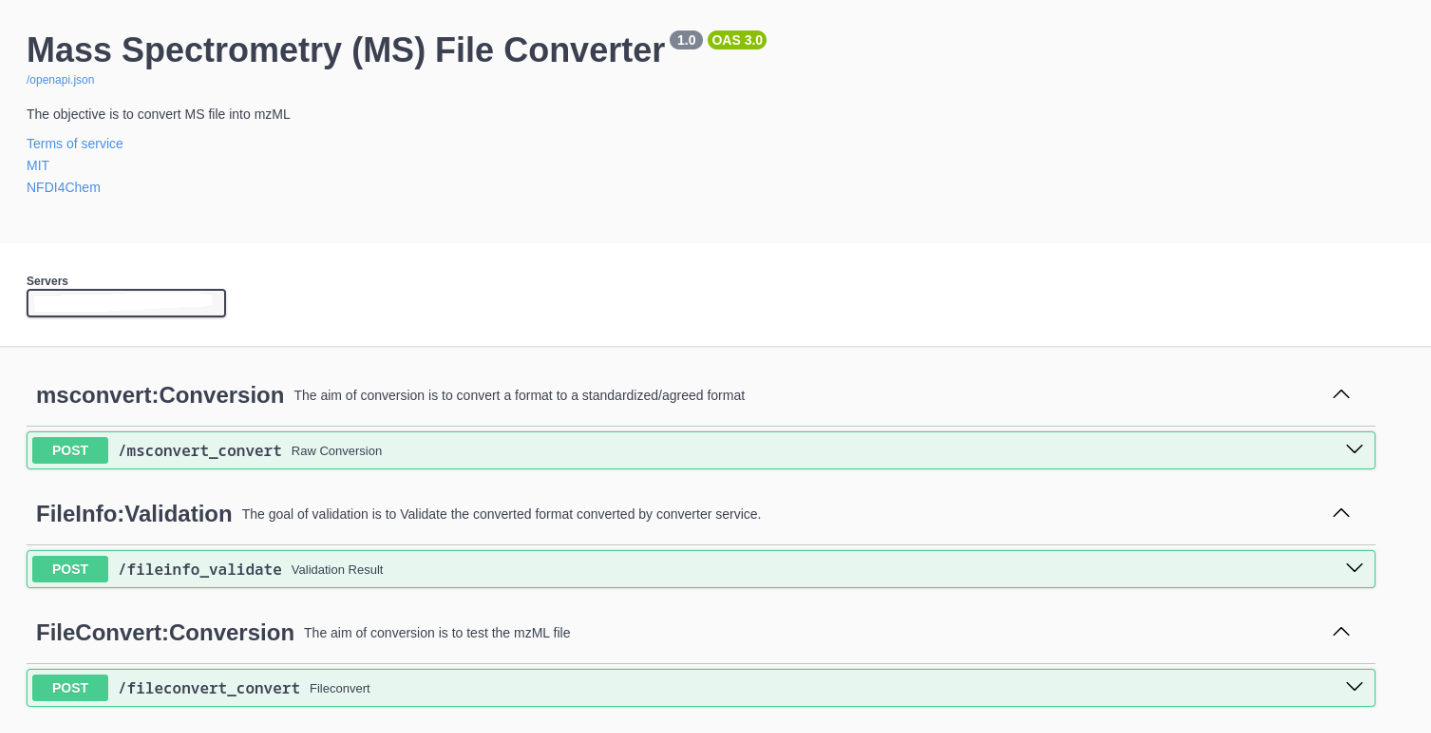 Mass Spectrometry (MS) File Converter 1.0 OAS 3.0
/openapi.json
The objective is to convert MS file into mzML
Terms of service
MIT
NFDI4Chem
Servers
msconvert:Conversion The aim of conversion is to convert a format to a standardized/agreed format
POST /msconvert_convert Raw Conversion
FileInfo:Validation The goal of validation is to Validate the converted format converted by converter service.
POST /fileinfo_validate Validation Result
FileConvert:Conversion The aim of conversion is to test the mzML file
POST /fileconvert_convert Fileconvert